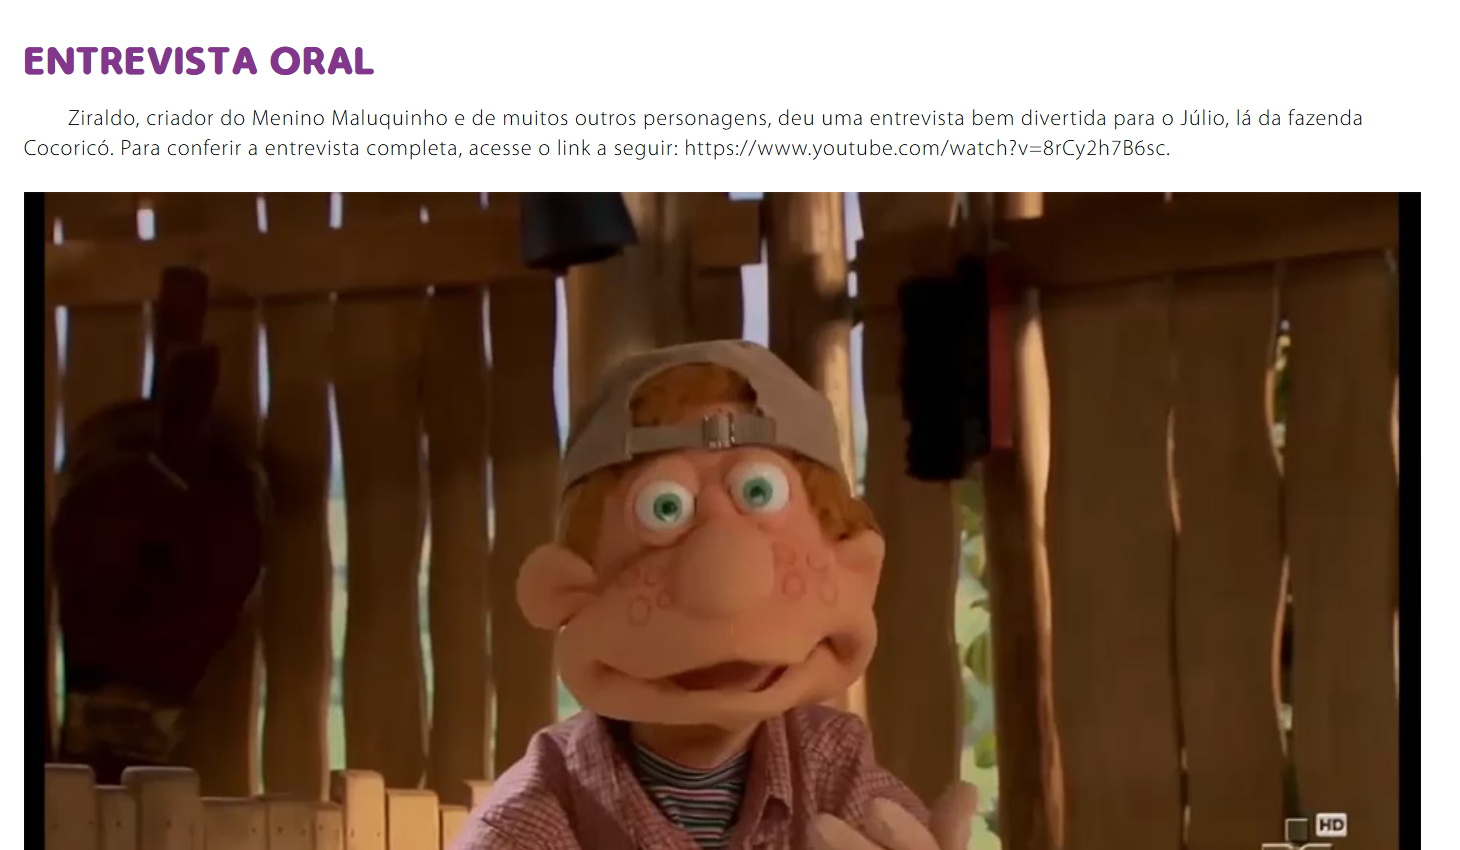 ENTREVISTA ORAL
Ziraldo, criador do Menino Maluquinho e de muitos outros personagens, deu uma entrevista bem divertida para o Júlio, lá da fazenda
Cocoricó. Para conferir a entrevista completa, acesse o link a seguir: https://www.youtube.com/watch?v=8rCy2h7B6sc.
HD